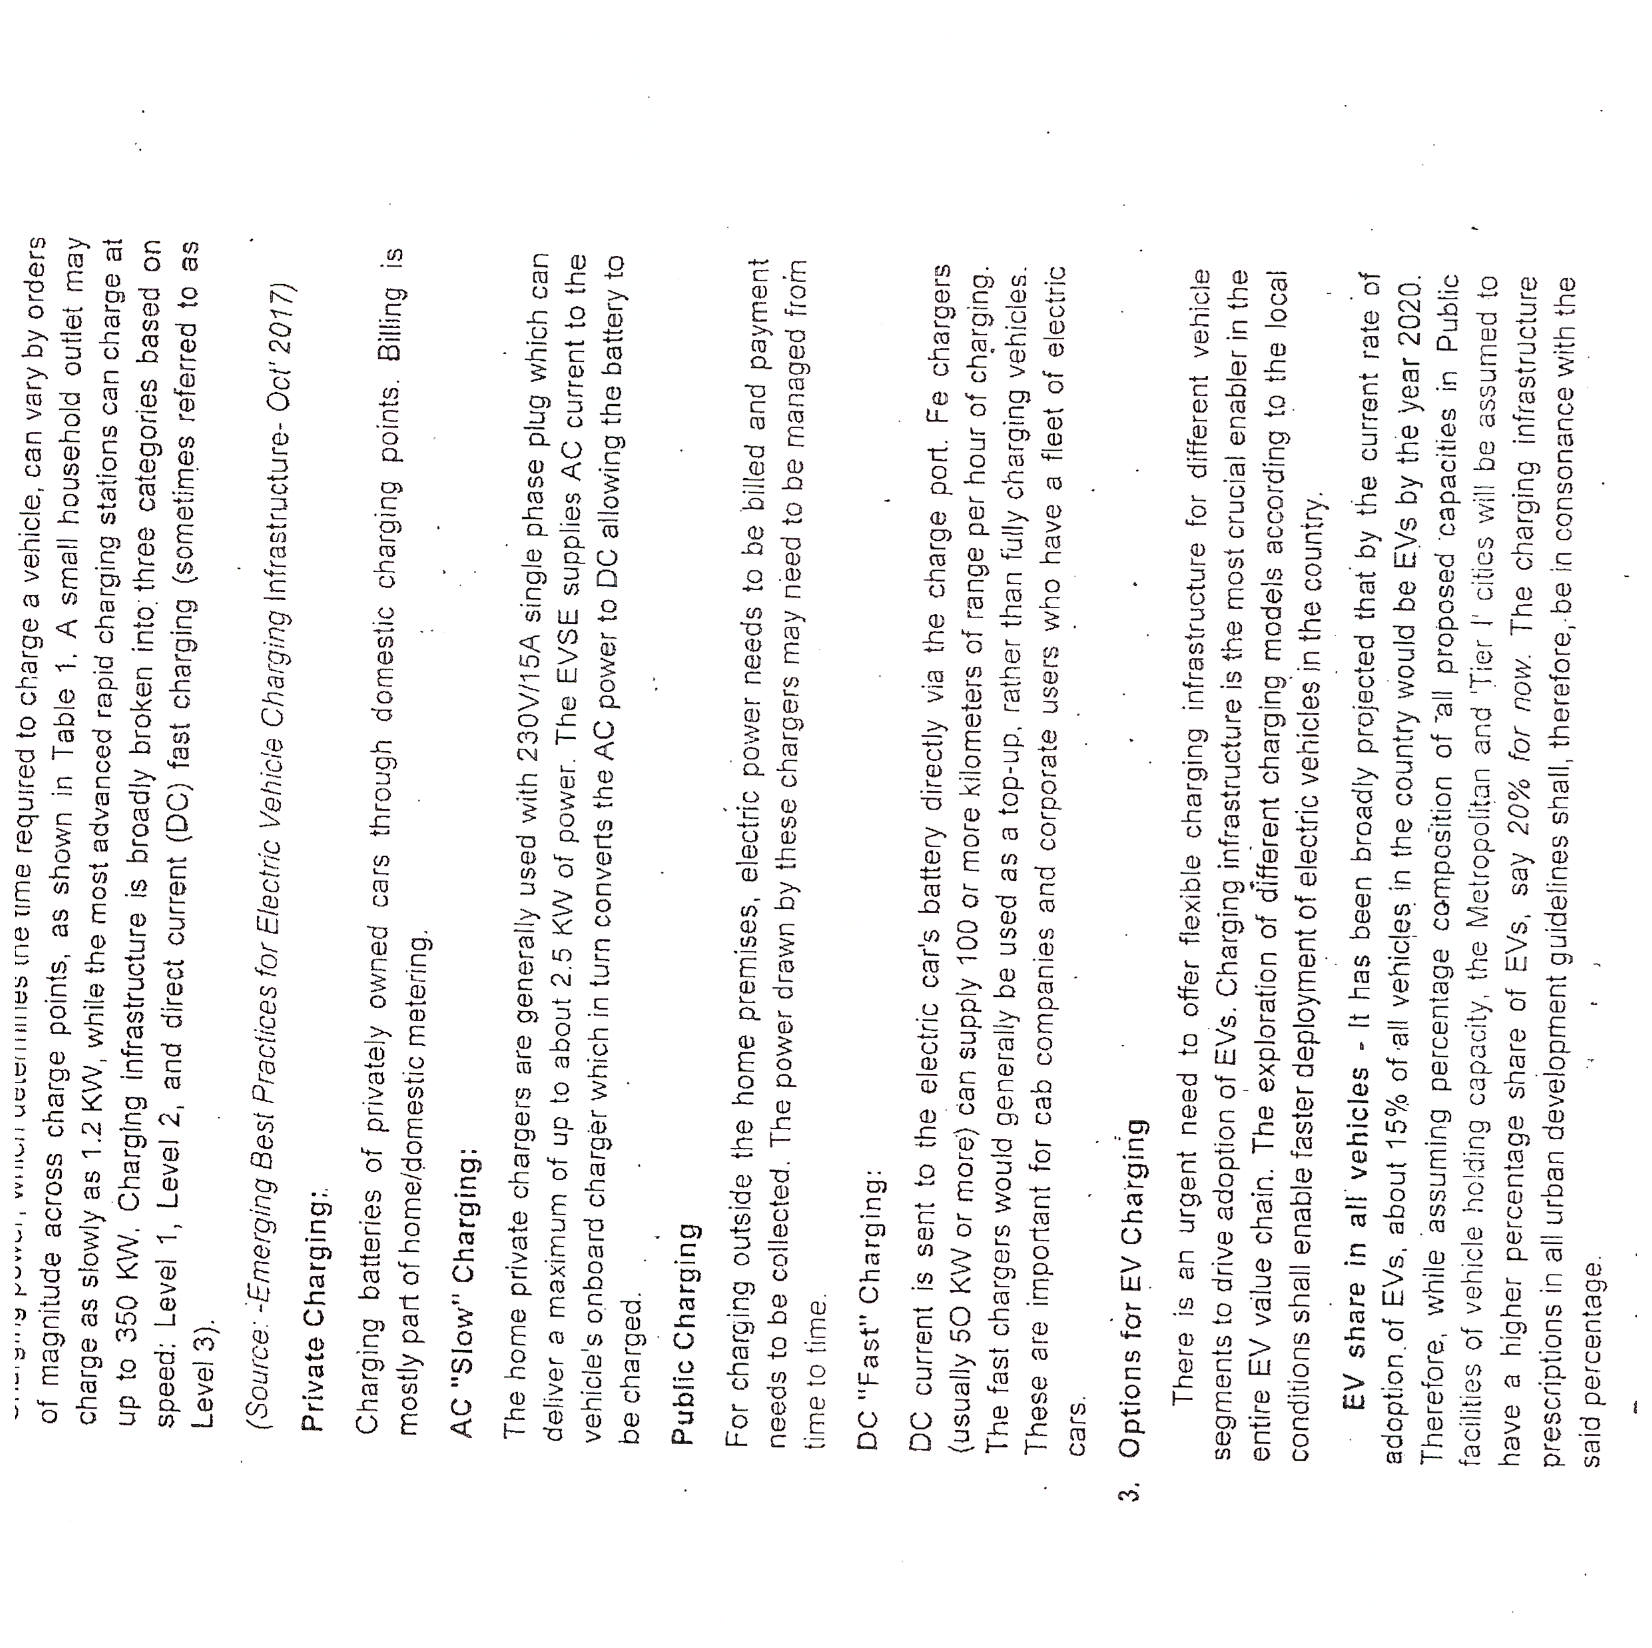 the time required to charge a vehicle, can vary by orders
of magnitude across charge points, as shown in Table 1. A small household outlet may
charge as slowly as 1.2 KW, while the most advanced rapid charging stations can charge at
up to 350 KW. Charging infrastructure is broadly broken into three categories based on
speed: Level 1, Level 2, and direct current (DC) fast charging (sometimes referred to as
Level 3).
(Source: -Emerging Best Practices for Electric Vehicle Charging Infrastructure- Oct' 2017)
Private Charging:
Charging batteries of privately owned cars through domestic charging points. Billing is
mostly part of home/domestic metering.
AC "Slow" Charging:
The home private chargers are generally used with 230V/15A single phase plug which can
deliver a maximum of up to about 2.5 KW of power. The EVSE supplies AC current to the
vehicle's onboard charger which in turn converts the AC power to DC allowing the battery to
be charged.
Public Charging
For charging outside the home premises, electric power needs to be billed and payment
needs to be collected. The power drawn by these chargers may need to be managed from
time to time.
DC "Fast" Charging:
DC current is sent to the electric car's battery directly via the charge port. Fe chargers
(usually 5O KW or more) can supply 100 or more kilometers of range per hour of charging.
The fast chargers would generally be used as a top-up, rather than fully charging vehicles.
These are important for cab companies and corporate users who have a fleet of electric
cars.
3. Options for EV Charging
There is an urgent need to offer flexible charging infrastructure for different vehicle
segments to drive adoption of EVs. Charging infrastructure is the most crucial enabler in the
entire EV value chain. The exploration of different charging models according to the local
conditions shall enable faster deployment of electric vehicles in the country.
EV share in all vehicles - It has been broadly projected that by the current rate of
adoption of EVs, about 15% of all vehicles in the country would be EVs by the year 2020.
Therefore, while assuming percentage composition of all proposed capacities in Public
facilities of vehicle holding capacity, the Metropolitan and 'Tier I' cities will be assumed to
have a higher percentage share of EVs, say 20% for now. The charging infrastructure
prescriptions in all urban development guidelines shall, therefore, be in consonance with the
said percentage.